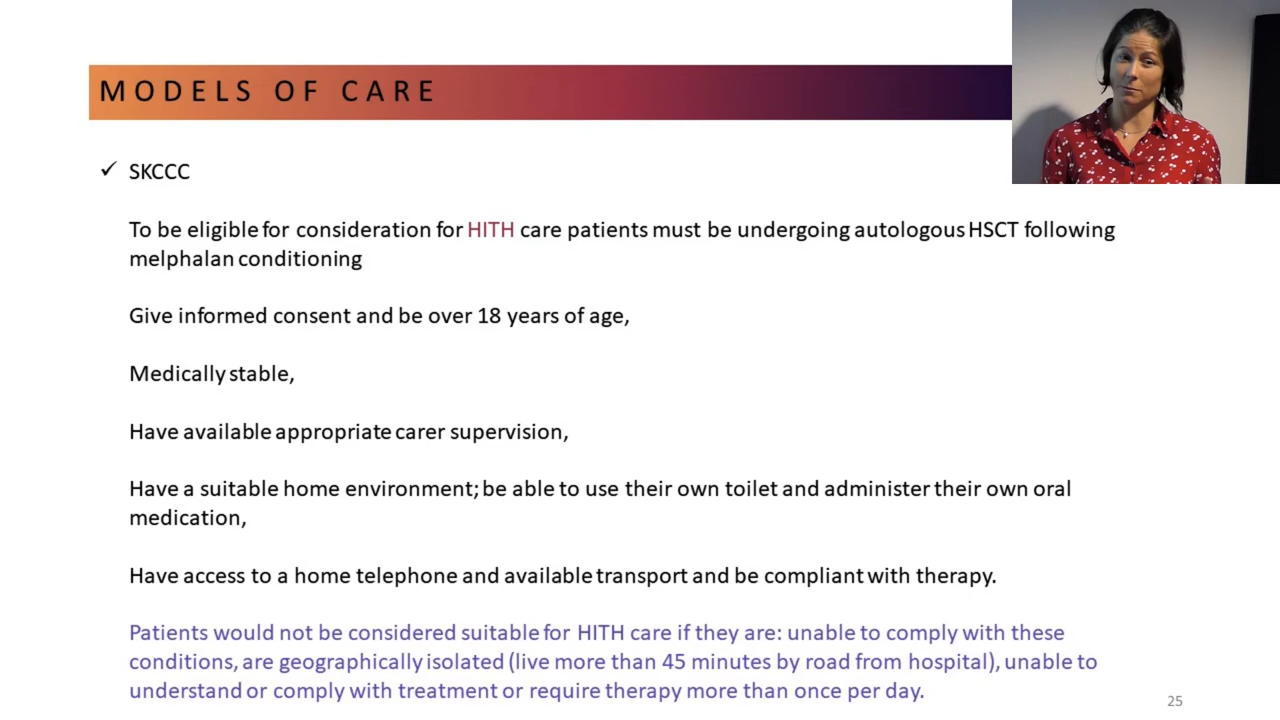 MODELS OF CARE
✓ SKCCC
To be eligible for consideration for HITH care patients must be undergoing autologous HSCT following
melphalan conditioning
Give informed consent and be over 18 years of age,
Medically stable,
Have available appropriate carer supervision,
Have a suitable home environment; be able to use their own toilet and administer their own oral
medication,
Have access to a home telephone and available transport and be compliant with therapy.
Patients would not be considered suitable for HITH care if they are: unable to comply with these
conditions, are geographically isolated (live more than 45 minutes by road from hospital), unable to
understand or comply with treatment or require therapy more than once per day.
25